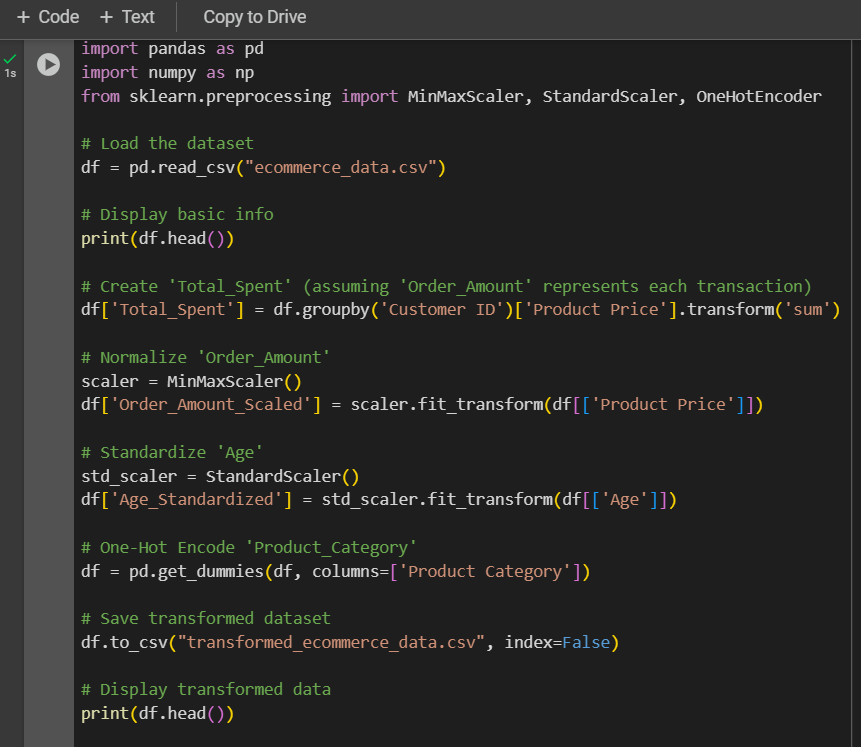 + Code + Text Copy to Drive
1s
import pandas as pd
import numpy as np
from sklearn.preprocessing import MinMaxScaler, StandardScaler, OneHotEncoder
# Load the dataset
df = pd.read_csv("ecommerce_data.csv")
# Display basic info
print(df.head())
# Create 'Total_Spent' (assuming 'Order_Amount' represents each transaction)
df['Total_Spent'] = df.groupby('Customer ID')['Product Price'].transform('sum')
# Normalize 'Order_Amount'
scaler = MinMaxScaler()
df['Order_Amount_Scaled'] = scaler.fit_transform(df[['Product Price']])
# Standardize 'Age'
std_scaler = StandardScaler()
df['Age_Standardized'] = std_scaler.fit_transform(df[['Age']])
# One-Hot Encode 'Product_Category'
df = pd.get_dummies(df, columns=['Product Category'])
# Save transformed dataset
df.to_csv("transformed_ecommerce_data.csv", index=False)
# Display transformed data
print(df.head())